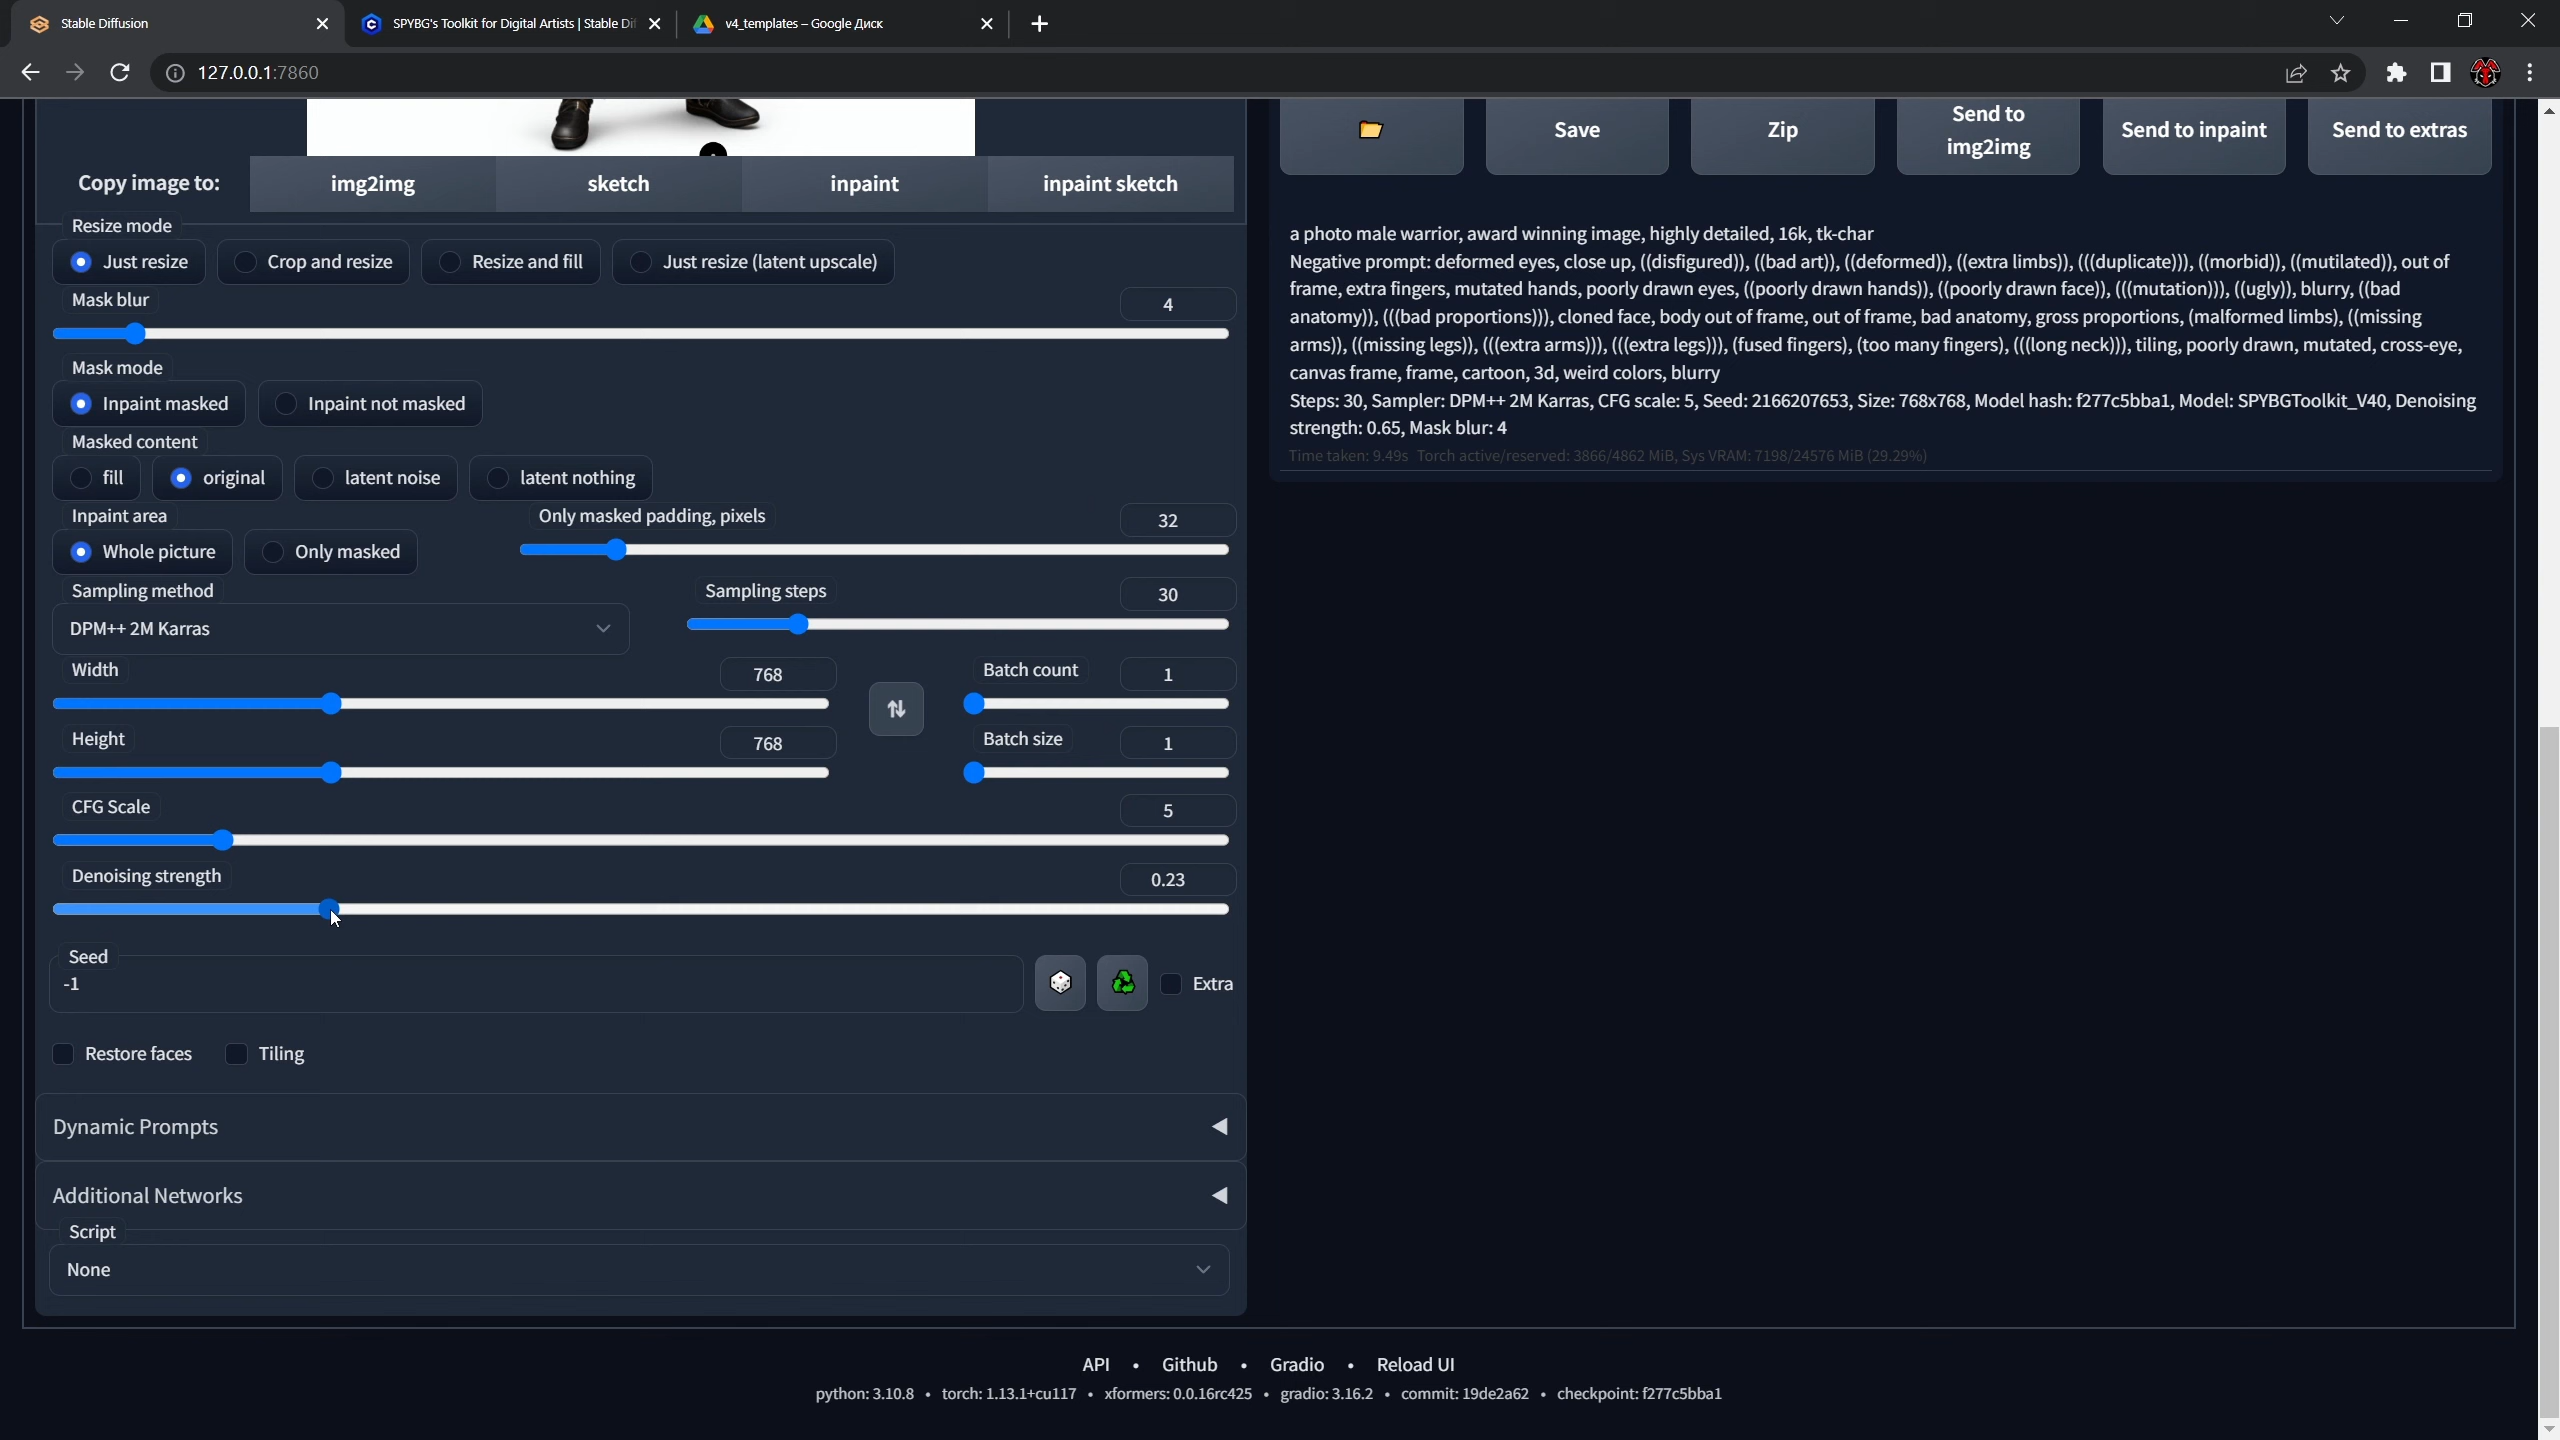 Stable Diffusion
SPYBG's Toolkit for Digital Artists | Stable Dif
v4_templates – Google Диск
127.0.0.1:7860
Copy image to:
img2img
sketch
inpaint
inpaint sketch
Resize mode
Just resize
Crop and resize
Resize and fill
Just resize (latent upscale)
Mask blur
4
Mask mode
Inpaint masked
Inpaint not masked
Masked content
fill
original
latent noise
latent nothing
Inpaint area
Only masked padding, pixels
32
Whole picture
Only masked
Sampling method
Sampling steps
30
DPM++ 2M Karras
Width
768
Batch count
1
Height
768
Batch size
1
CFG Scale
5
Denoising strength
0.23
Seed
-1
Extra
Restore faces
Tiling
Dynamic Prompts
Additional Networks
Script
None
Save
Zip
Send to
img2img
Send to inpaint
Send to extras
a photo male warrior, award winning image, highly detailed, 16k, tk-char
Negative prompt: deformed eyes, close up, ((disfigured)), ((bad art)), ((deformed)), ((extra limbs)), (((duplicate))), ((morbid)), ((mutilated)), out of
frame, extra fingers, mutated hands, poorly drawn eyes, ((poorly drawn hands)), ((poorly drawn face)), (((mutation))), ((ugly)), blurry, ((bad
anatomy)), (((bad proportions))), cloned face, body out of frame, out of frame, bad anatomy, gross proportions, (malformed limbs), ((missing
arms)), ((missing legs)), (((extra arms))), (((extra legs))), (fused fingers), (too many fingers), (((long neck))), tiling, poorly drawn, mutated, cross-eye,
canvas frame, frame, cartoon, 3d, weird colors, blurry
Steps: 30, Sampler: DPM++ 2M Karras, CFG scale: 5, Seed: 2166207653, Size: 768x768, Model hash: f277c5bba1, Model: SPYBGToolkit_V40, Denoising
strength: 0.65, Mask blur: 4
Time taken: 9.49s Torch active/reserved: 3866/4862 MiB, Sys VRAM: 7198/24576 MiB (29.29%)
API • Github • Gradio • Reload UI
python: 3.10.8 • torch: 1.13.1+cu117 • xformers: 0.0.16rc425 • gradio: 3.16.2 • commit: 19de2a62 • checkpoint: f277c5bba1